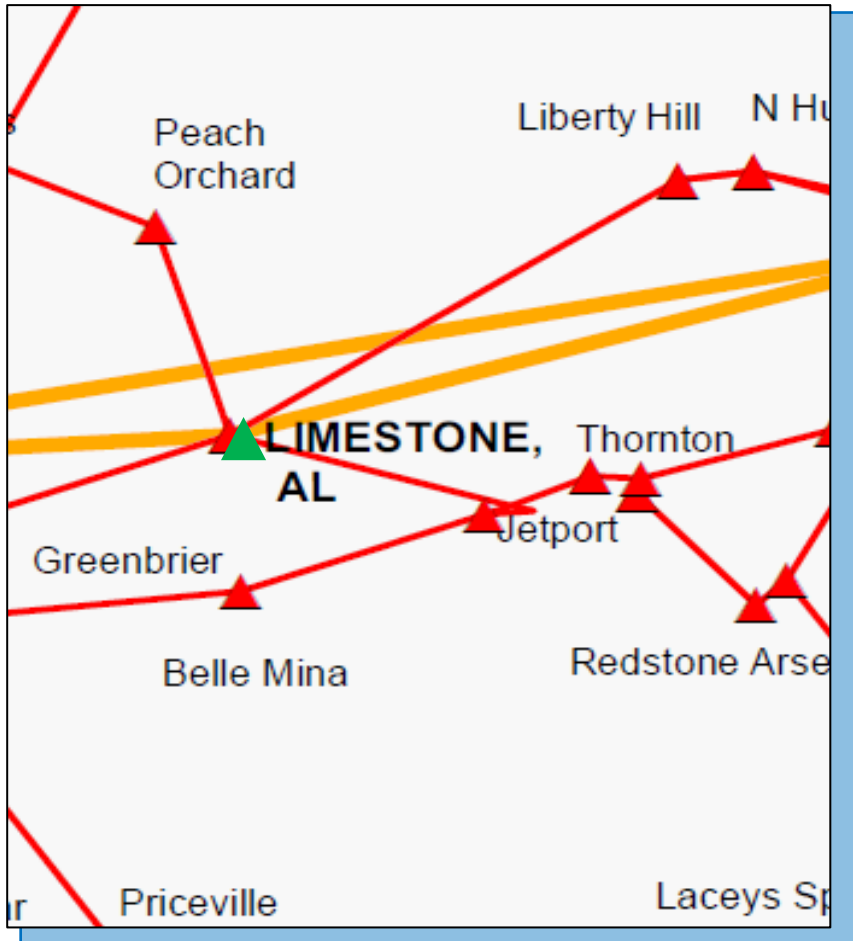 Liberty Hill
N Hu
Peach
Orchard
LIMESTONE,
AL
Thornton
Jetport
Greenbrier
Belle Mina
Redstone Arse
Priceville
Laceys Sp